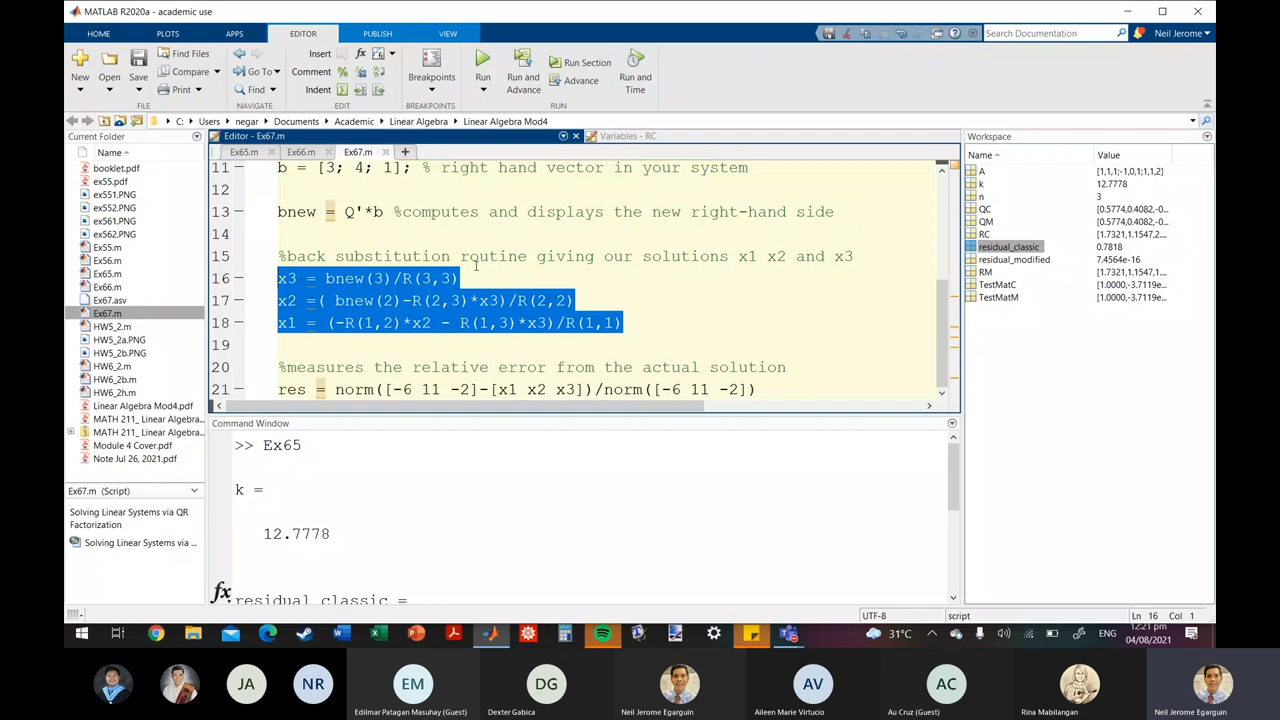 MATLAB R2020a - academic use
HOME PLOTS APPS EDITOR PUBLISH VIEW
Search Documentation
Neil Jerome
New Open Save
Find Files
Compare
Print
FILE
Go To
Find
NAVIGATE
Insert
Comment
Indent
EDIT
Breakpoints
BREAKPOINTS
Run
Run and Advance
Run Section
Advance
Run and Time
RUN
C: Users negar Documents Academic Linear Algebra Linear Algebra Mod4
Current Folder
Name
booklet.pdf
ex55.pdf
ex551.PNG
ex552.PNG
ex561.PNG
ex562.PNG
Ex55.m
Ex56.m
Ex65.m
Ex66.m
Ex67.asv
Ex67.m
HW5_2.m
HW5_2a.PNG
HW5_2b.PNG
HW6_2.m
HW6_2b.m
HW6_2h.m
Linear Algebra Mod4.pdf
MATH 211_ Linear Algebra...
MATH 211_ Linear Algebra...
Module 4 Cover.pdf
Note Jul 26, 2021.pdf
Ex67.m (Script)
Solving Linear Systems via QR Factorization
Solving Linear Systems via ...
Editor - Ex67.m
Variables - RC
Ex65.m Ex66.m Ex67.m +
11 b = [3; 4; 1]; % right hand vector in your system
12
13 bnew = Q'*b %computes and displays the new right-hand side
14
15 %back substitution routine giving our solutions x1 x2 and x3
16 x3 = bnew(3)/R(3,3)
17 x2 =( bnew(2)-R(2,3)*x3)/R(2,2)
18 x1 = (-R(1,2)*x2 - R(1,3)*x3)/R(1,1)
19
20 %measures the relative error from the actual solution
21 res = norm([-6 11 -2]-[x1 x2 x3])/norm([-6 11 -2])
Command Window
>> Ex65
k =
12.7778
residual_classic =
fx
Workspace
Name Value
A [1,1,1;-1,0,1;1,1,2]
k 12.7778
n 3
QC [0.5774,0.4082,-0...
QM [0.5774,0.4082,-0...
RC [1.7321,1.1547,2...
residual_classic 0.7818
residual_modified 7.4564e-16
RM [1.7321,1.1547,2...
TestMatC [1.0000,-3.7119e...
TestMatM [1.0000,-3.7119e...
UTF-8 script Ln 16 Col 1
31°C ENG 12:21 pm
04/08/2021
JA NR EM DG AV AC
Edilmar Patagan Masuhay (Guest)
Dexter Gabica
Neil Jerome Egarguin
Aileen Marie Virtucio
Au Cruz (Guest)
Rina Mabilangan
Neil Jerome Egarguin